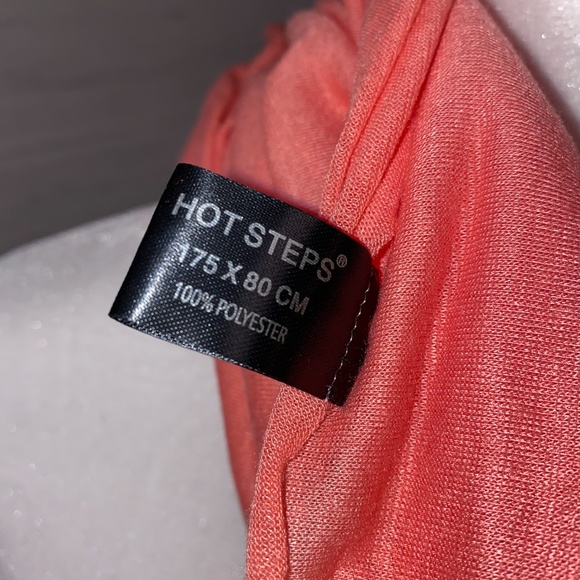 HOT STEPS®
175 X 80 CM
100% POLYESTER